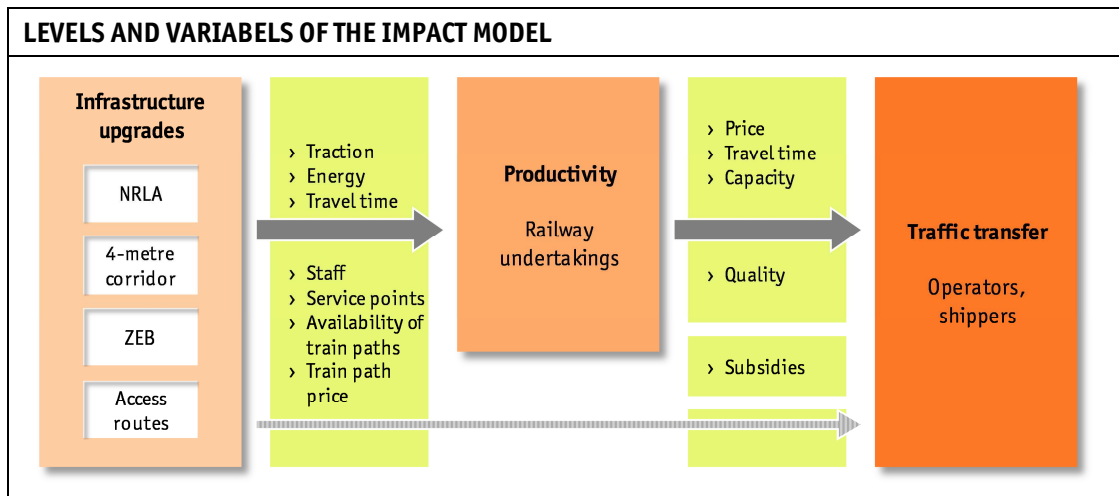 LEVELS AND VARIABELS OF THE IMPACT MODEL
Infrastructure
upgrades
NRLA
4-metre
corridor
ZEB
Access
routes
› Traction
› Energy
› Travel time
› Staff
› Service points
› Availability of
train paths
› Train path
price
Productivity
Railway
undertakings
› Price
› Travel time
› Capacity
› Quality
› Subsidies
Traffic transfer
Operators,
shippers